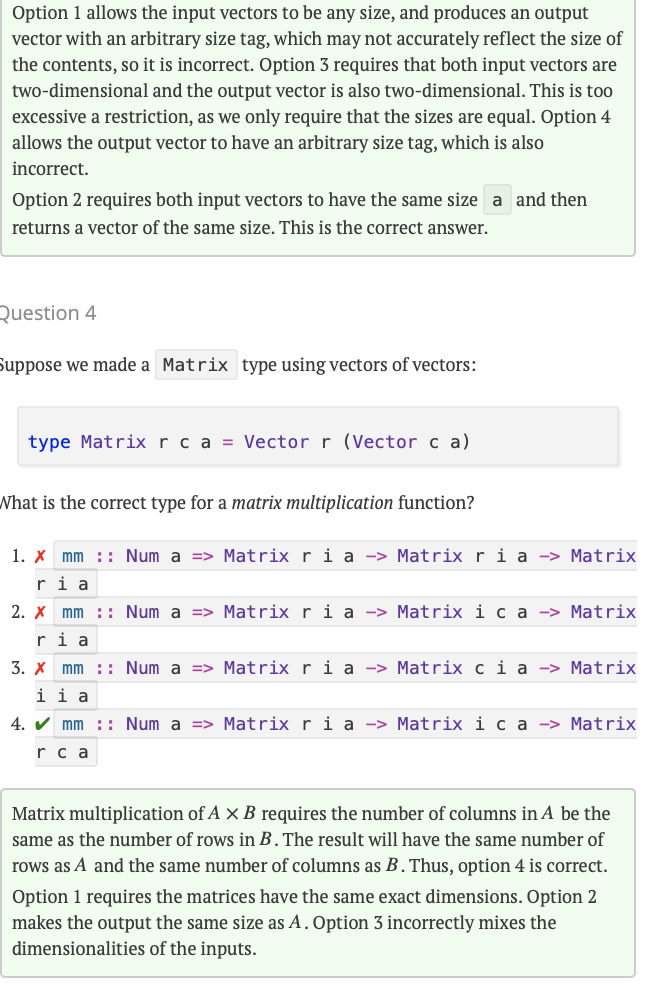 Option 1 allows the input vectors to be any size, and produces an output
vector with an arbitrary size tag, which may not accurately reflect the size of
the contents, so it is incorrect. Option 3 requires that both input vectors are
two-dimensional and the output vector is also two-dimensional. This is too
excessive a restriction, as we only require that the sizes are equal. Option 4
allows the output vector to have an arbitrary size tag, which is also
incorrect.
Option 2 requires both input vectors to have the same size a and then
returns a vector of the same size. This is the correct answer.
Question 4
Suppose we made a Matrix type using vectors of vectors:
type Matrix r c a = Vector r (Vector c a)
What is the correct type for a matrix multiplication function?
1. ✗ mm :: Num a => Matrix r i a -> Matrix r i a -> Matrix
r i a
2. ✗ mm :: Num a => Matrix r i a -> Matrix i c a -> Matrix
r i a
3. ✗ mm :: Num a => Matrix r i a -> Matrix c i a -> Matrix
i i a
4. ✔ mm :: Num a => Matrix r i a -> Matrix i c a -> Matrix
r c a
Matrix multiplication of A × B requires the number of columns in A be the
same as the number of rows in B. The result will have the same number of
rows as A and the same number of columns as B. Thus, option 4 is correct.
Option 1 requires the matrices have the same exact dimensions. Option 2
makes the output the same size as A. Option 3 incorrectly mixes the
dimensionalities of the inputs.